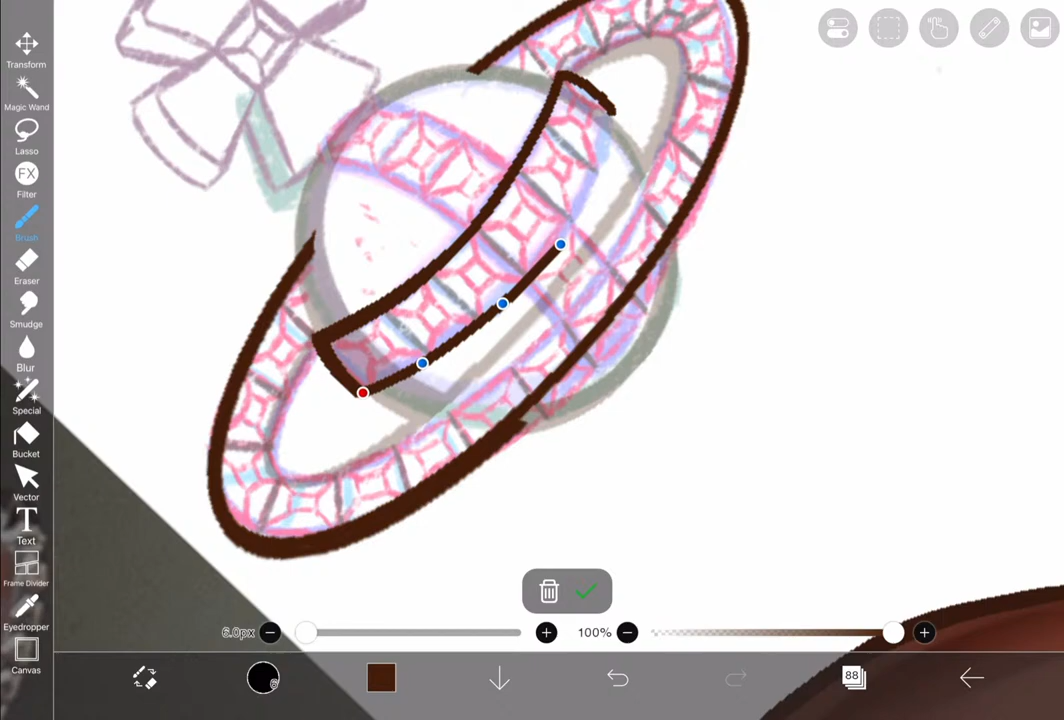 Transform
Magic Wand
Lasso
FX
Filter
Brush
Eraser
Smudge
Blur
Special
Bucket
Vector
T
Text
Frame Divider
Eyedropper
Canvas
6.0px
100%
6
88